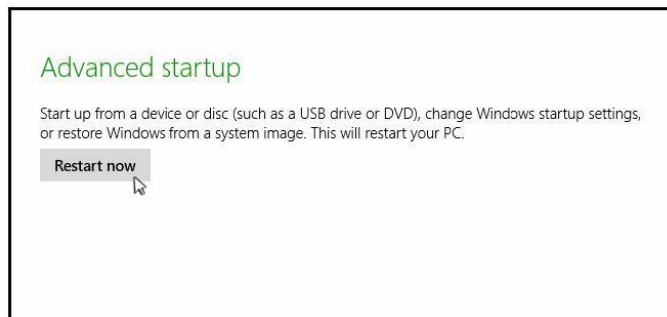 Advanced startup
Start up from a device or disc (such as a USB drive or DVD), change Windows startup settings,
or restore Windows from a system image. This will restart your PC.
Restart now